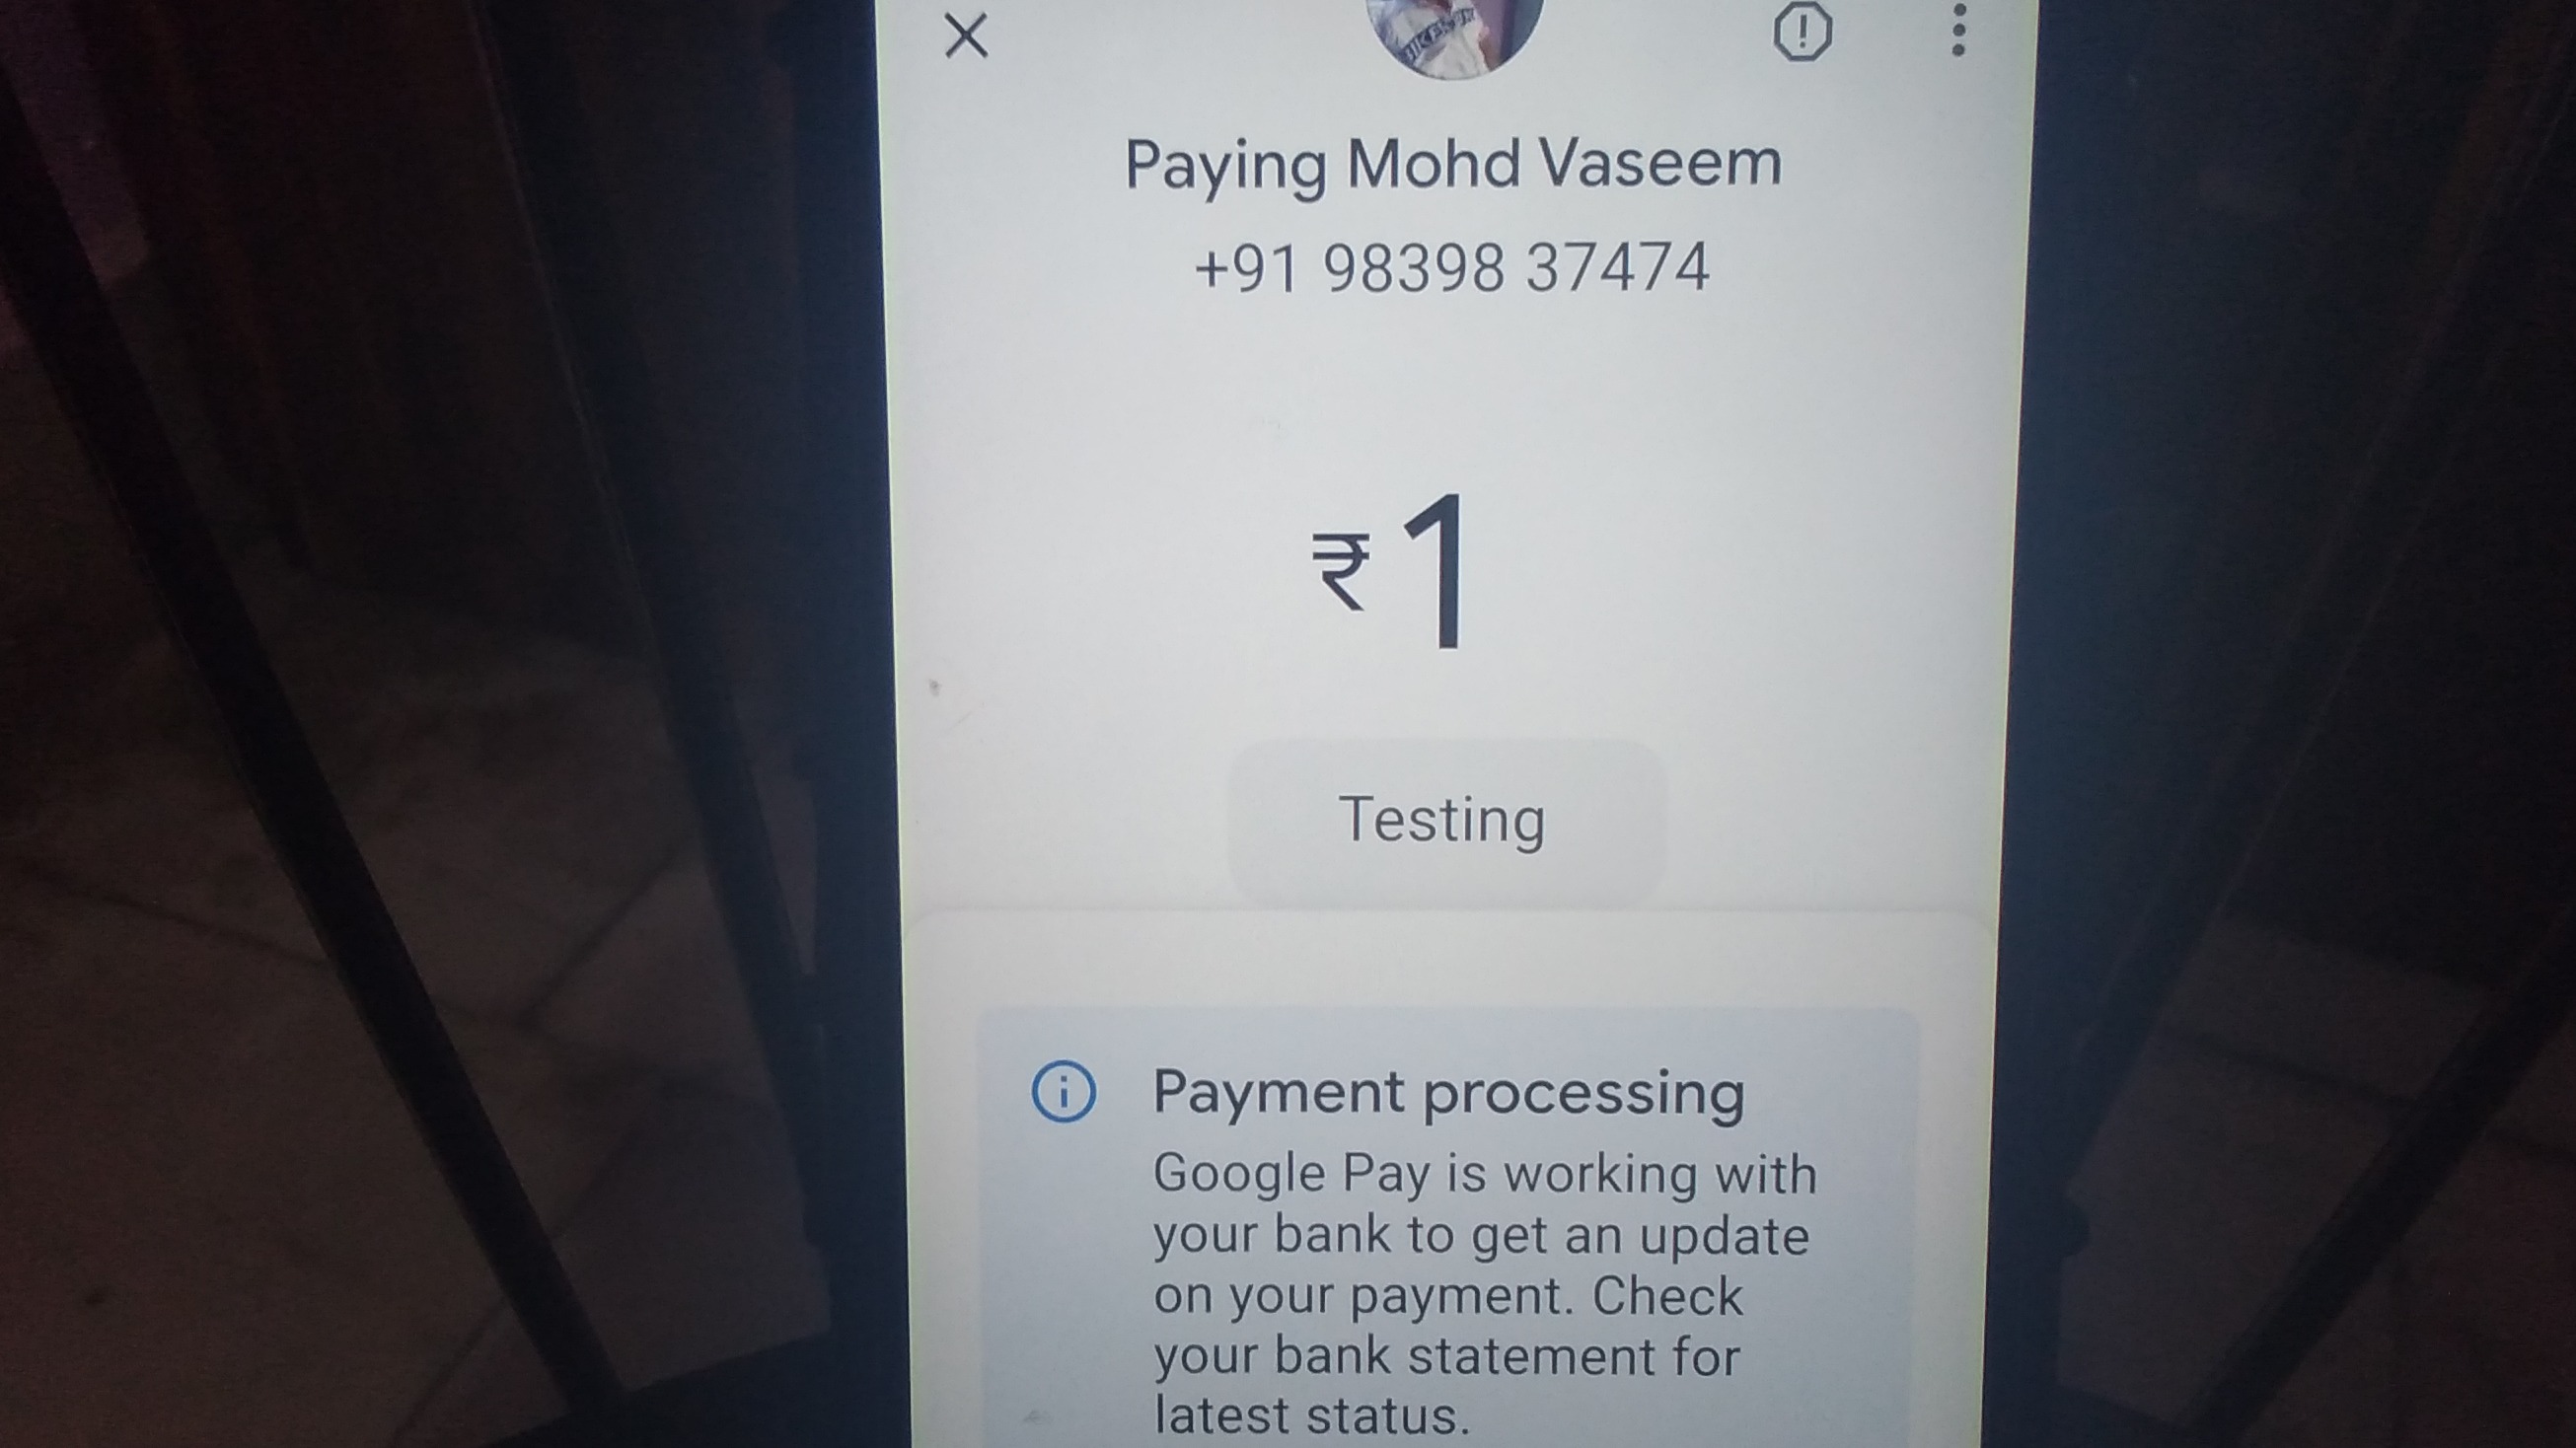 Paying Mohd Vaseem
+91 98398 37474
₹1
Testing
Payment processing
Google Pay is working with
your bank to get an update
on your payment. Check
your bank statement for
latest status.